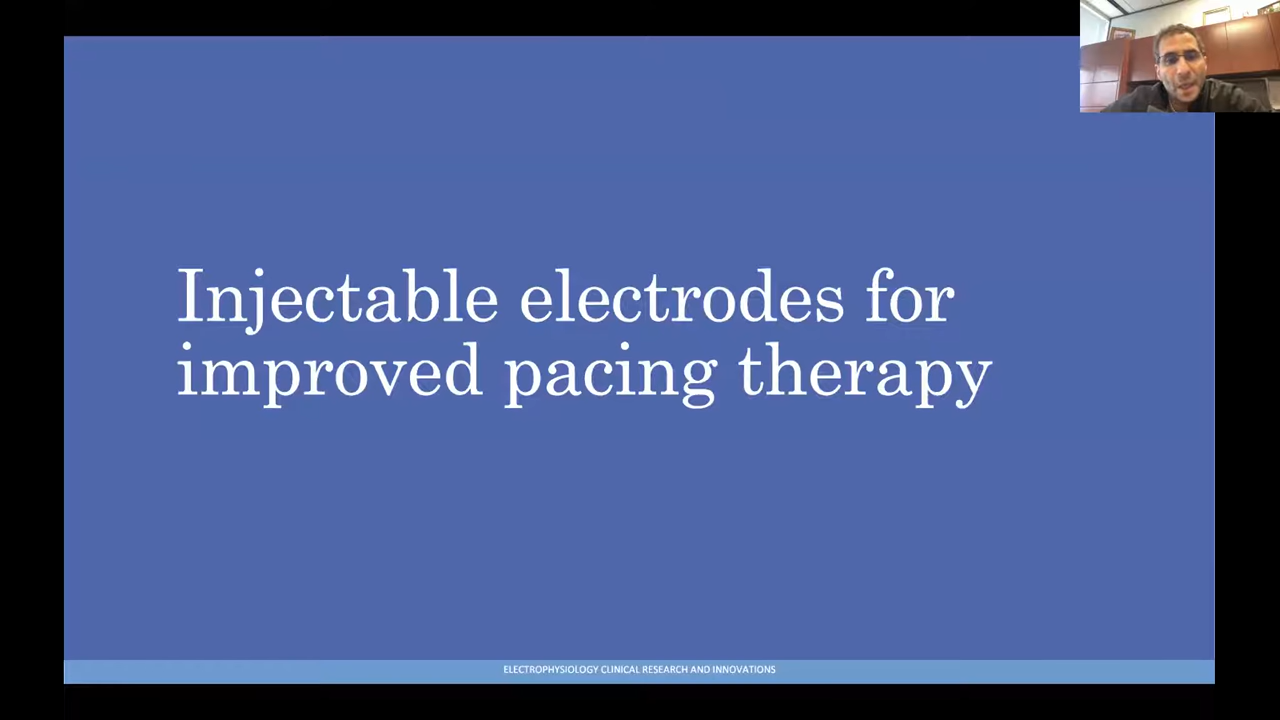 Injectable electrodes for
improved pacing therapy
ELECTROPHYSIOLOGY CLINICAL RESEARCH AND INNOVATIONS